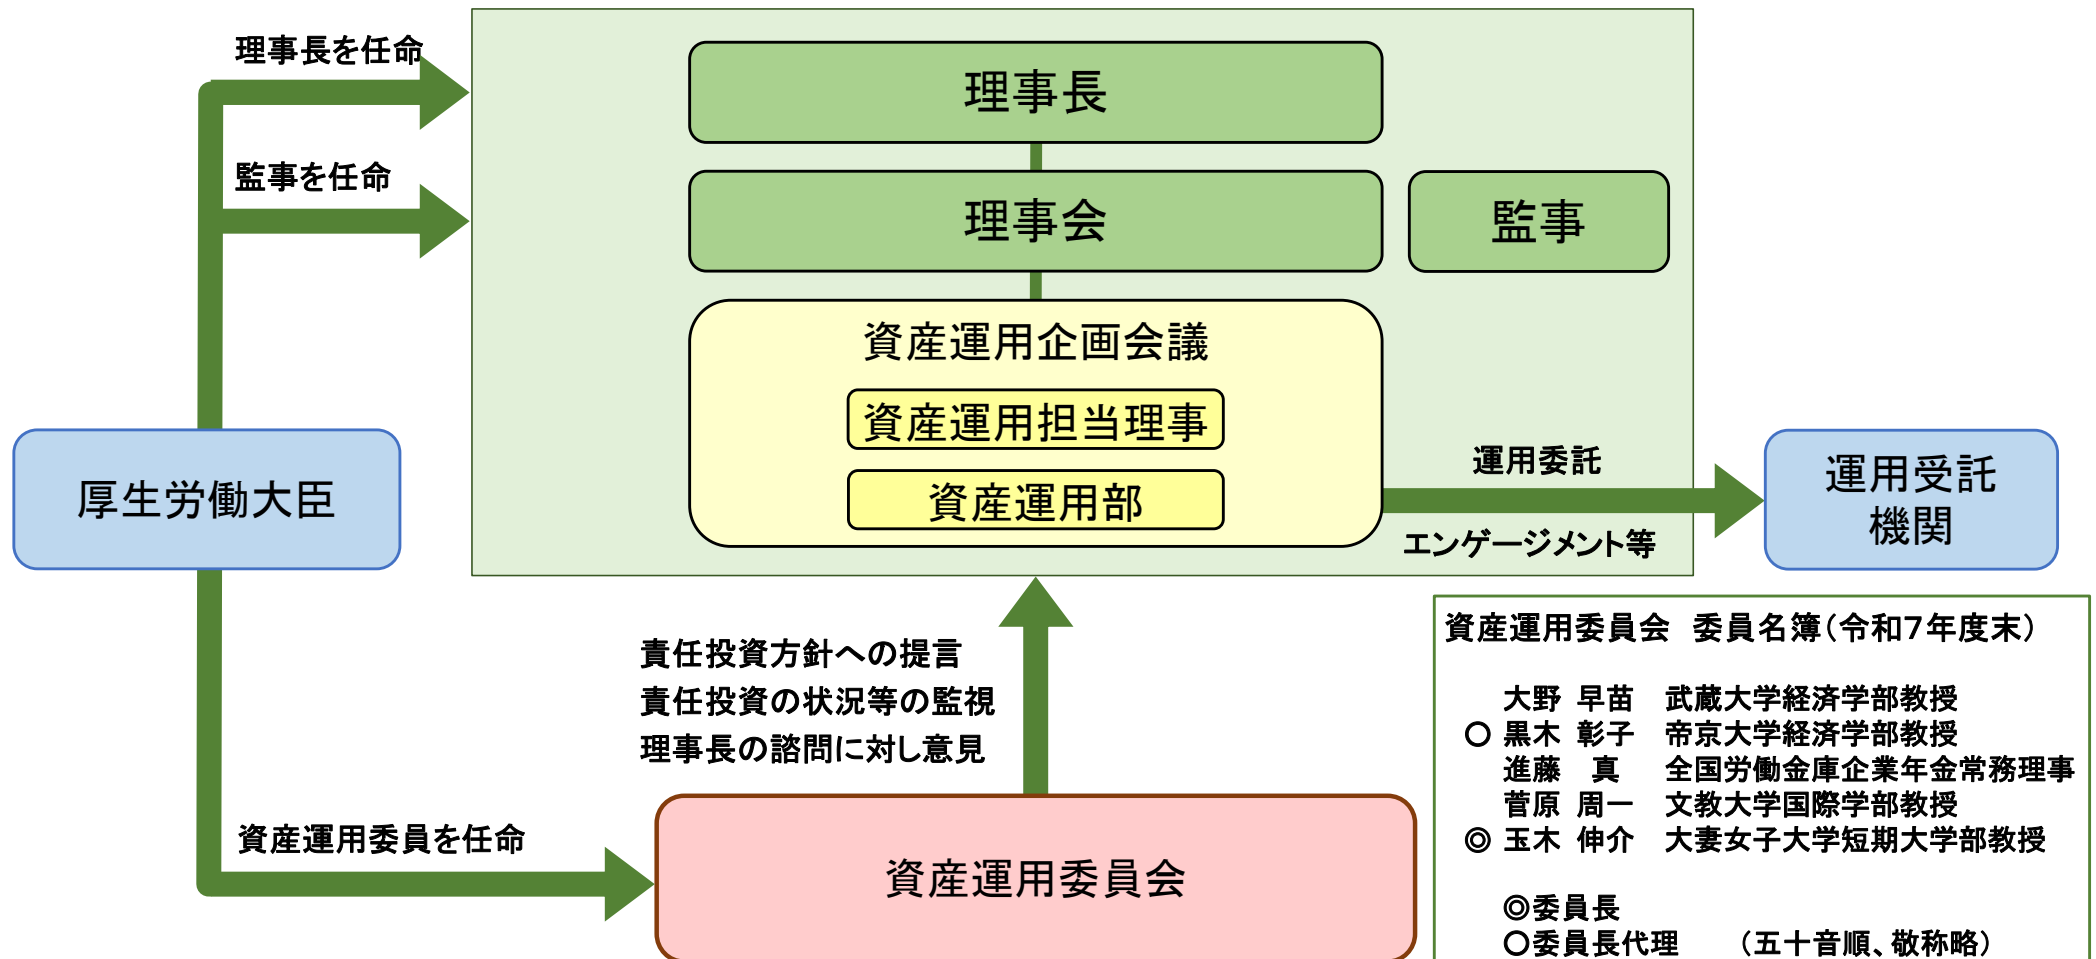 理事長を任命
理事長
監事を任命
理事会
監事
資産運用企画会議
資産運用担当理事
資産運用部
厚生労働大臣
運用委託
エンゲージメント等
運用受託
機関
責任投資方針への提言
責任投資の状況等の監視
理事長の諮問に対し意見
資産運用委員を任命
資産運用委員会
資産運用委員会　委員名簿（令和７年度末）
大野 早苗　武蔵大学経済学部教授
○ 黒木 彰子　帝京大学経済学部教授
進藤　真　全国労働金庫企業年金常務理事
菅原 周一　文教大学国際学部教授
◎ 玉木 伸介　大妻女子大学短期大学部教授
◎委員長
○委員長代理　　（五十音順、敬称略）